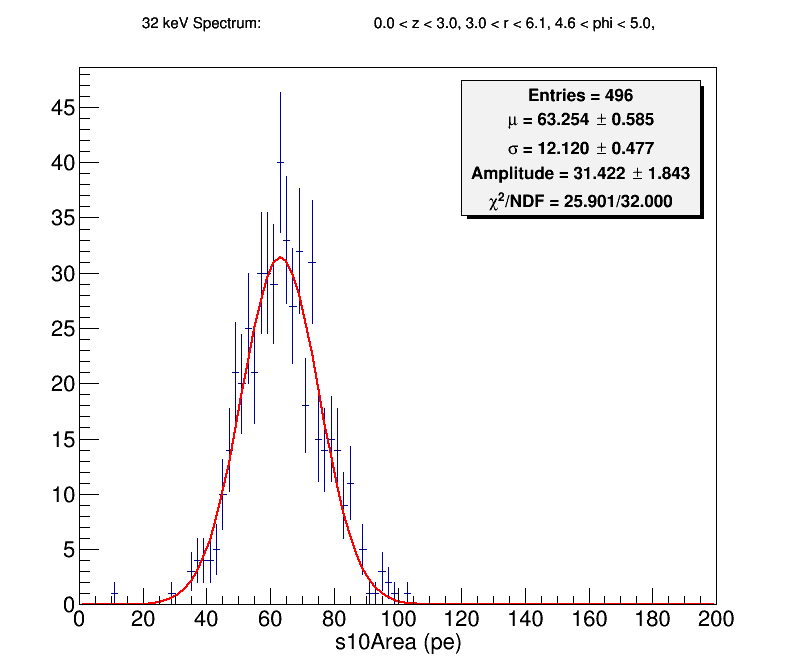 32 keV Spectrum: 0.0 < z < 3.0, 3.0 < r < 6.1, 4.6 < phi < 5.0,
Entries = 496
μ = 63.254 ± 0.585
σ = 12.120 ± 0.477
Amplitude = 31.422 ± 1.843
χ²/NDF = 25.901/32.000
45
40
35
30
25
20
15
10
5
0
0 20 40 60 80 100 120 140 160 180 200
s10Area (pe)